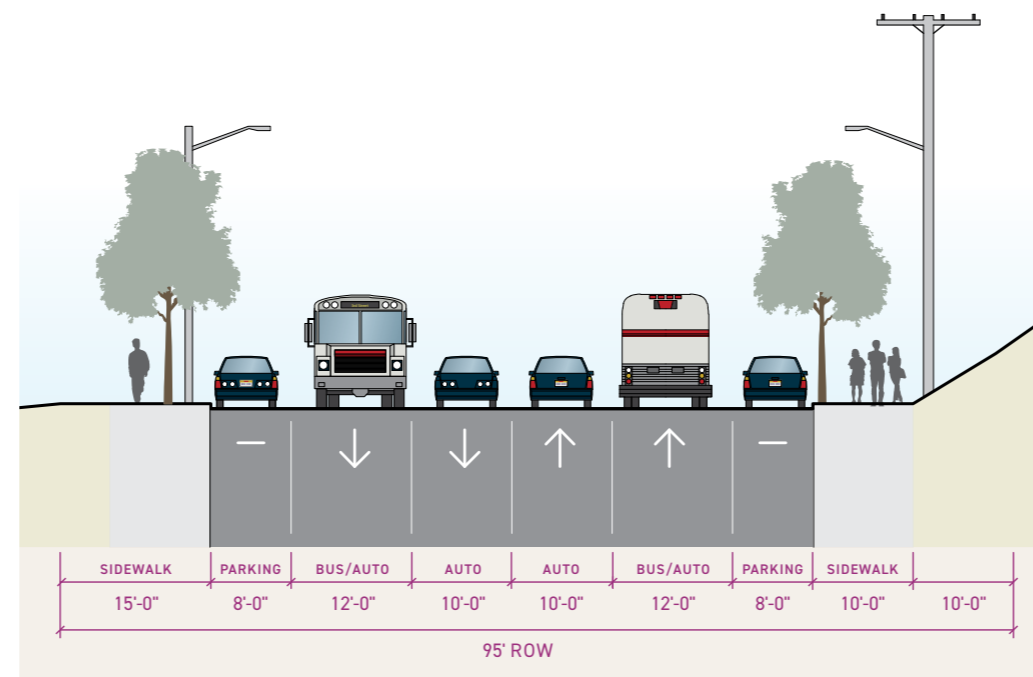 SIDEWALK PARKING BUS/AUTO AUTO AUTO BUS/AUTO PARKING SIDEWALK
15'-0" 8'-0" 12'-0" 10'-0" 10'-0" 12'-0" 8'-0" 10'-0" 10'-0"
95' ROW